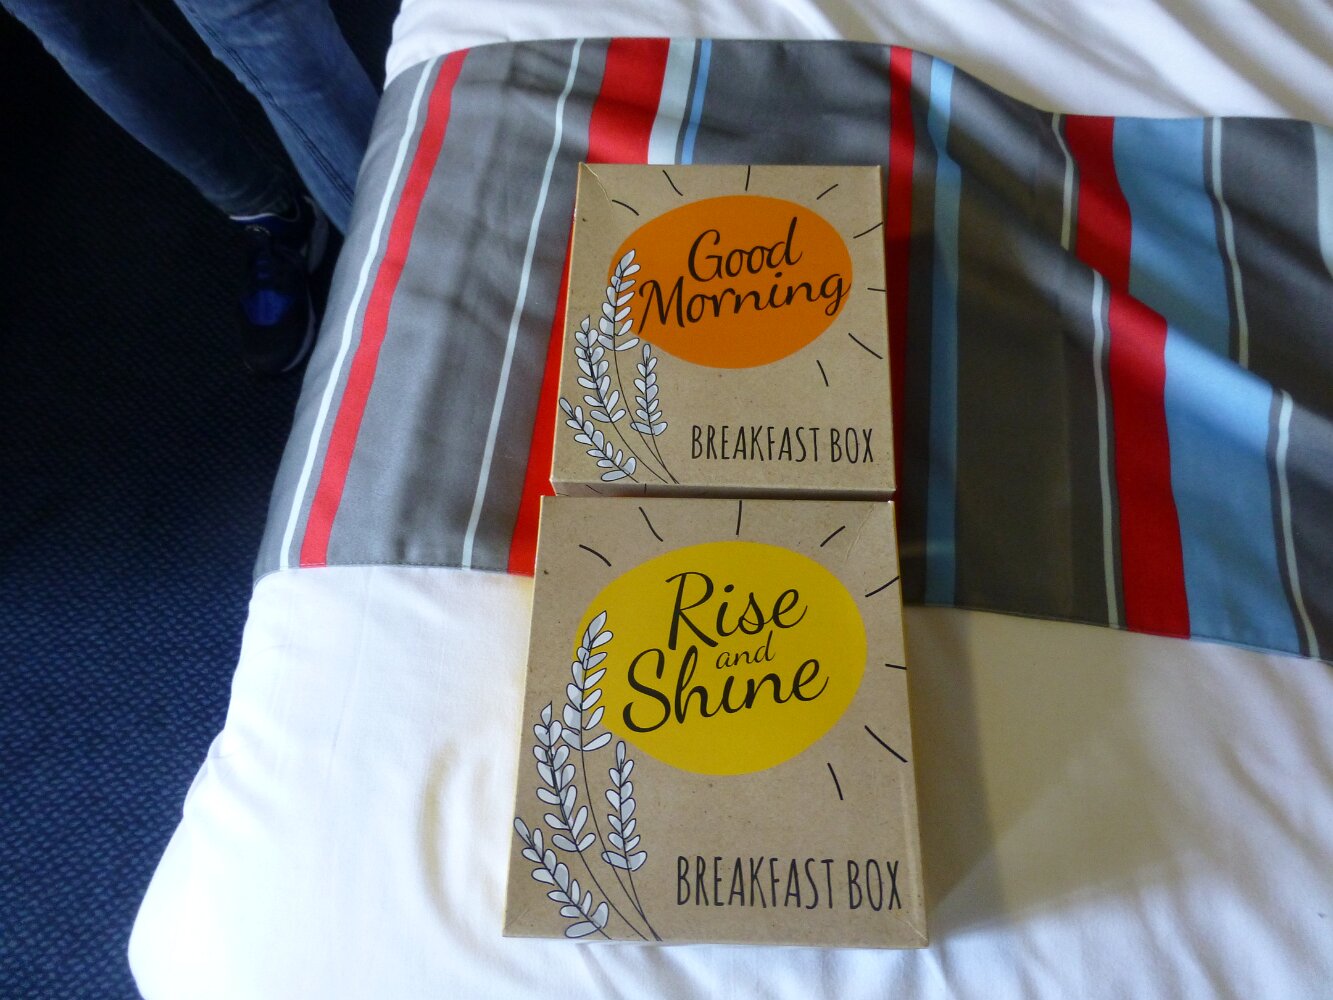 Good
Morning
BREAKFAST BOX
Rise
and
Shine
BREAKFAST BOX